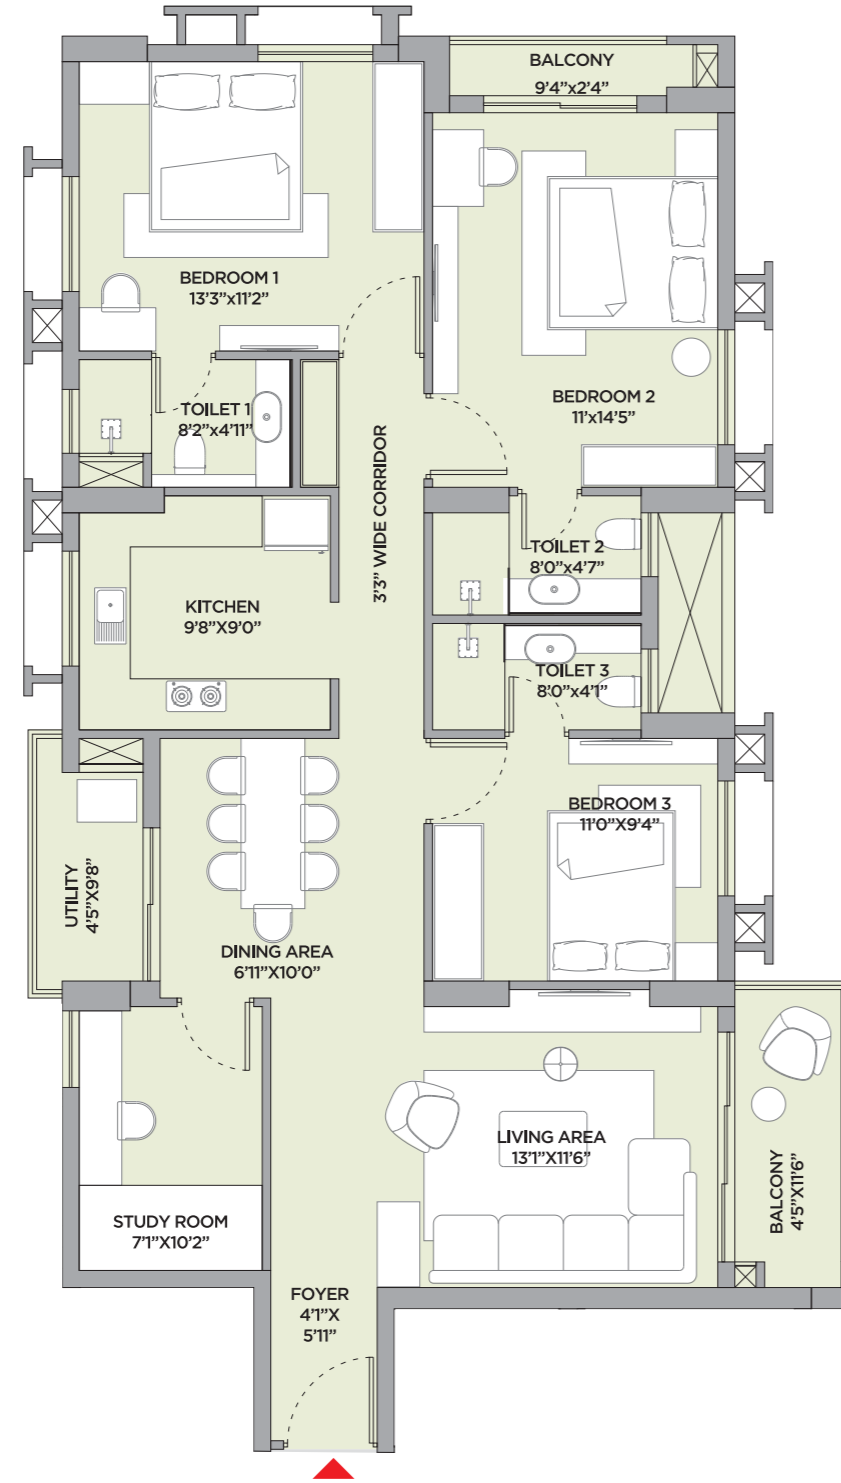 BALCONY
9’4”x2’4”
BEDROOM 1
13’3”x11’2”
BEDROOM 2
11’x14’5”
TOILET 1
8’2”x4’11”
3’3” WIDE CORRIDOR
TOILET 2
8’0”x4’7”
KITCHEN
9’8”X9’0”
TOILET 3
8’0”x4’1”
BEDROOM 3
11’0”X9’4”
UTILITY
4’5”X9’8”
DINING AREA
6’11”X10’0”
LIVING AREA
13’1”X11’6”
BALCONY
4’5”X11’6”
STUDY ROOM
7’1”X10’2”
FOYER
4’1”X
5’11”